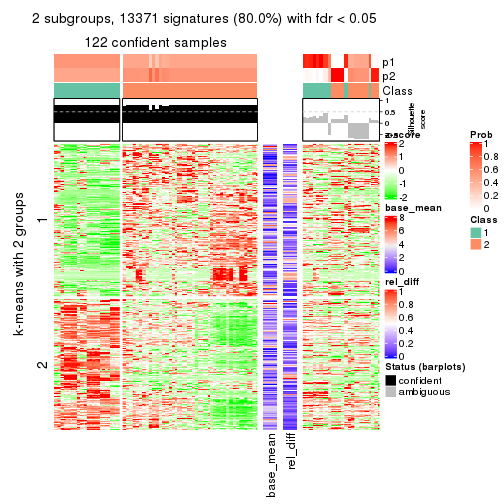 2 subgroups, 13371 signatures (80.0%) with fdr < 0.05
122 confident samples
p1
p2
Class
1
0.5
0
-0.5
Silhouette
score
k-means with 2 groups
1
2
base_mean
rel_diff
z-score
2
1
0
-1
-2
base_mean
8
6
4
2
0
rel_diff
1
0.8
0.6
0.4
0.2
0
Status (barplots)
confident
ambiguous
Prob
1
0.8
0.6
0.4
0.2
0
Class
1
2